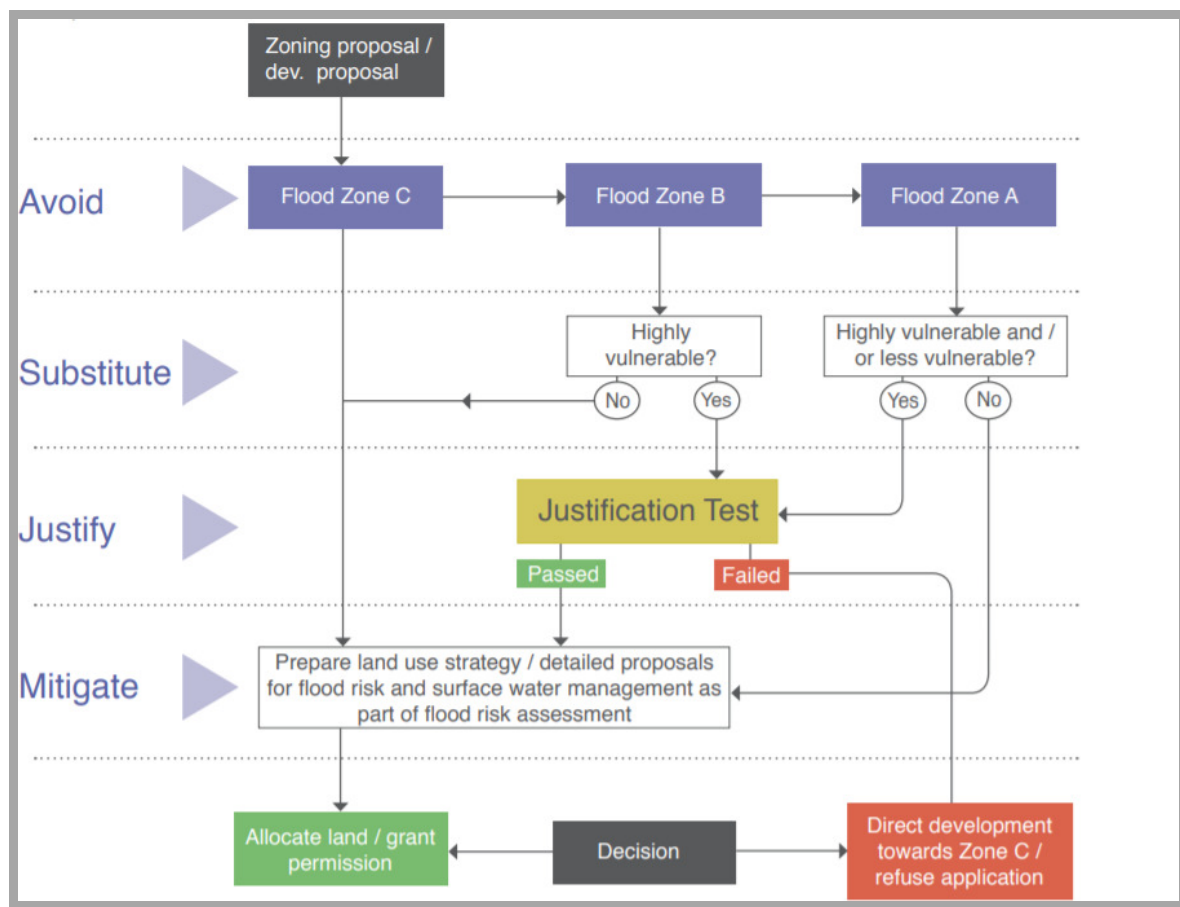 Zoning proposal /
dev. proposal
Avoid
Flood Zone C
Flood Zone B
Flood Zone A
Substitute
Highly
vulnerable?
Highly vulnerable and /
or less vulnerable?
No
Yes
Yes
No
Justify
Justification Test
Passed
Failed
Mitigate
Prepare land use strategy / detailed proposals
for flood risk and surface water management as
part of flood risk assessment
Allocate land / grant
permission
Decision
Direct development
towards Zone C /
refuse application